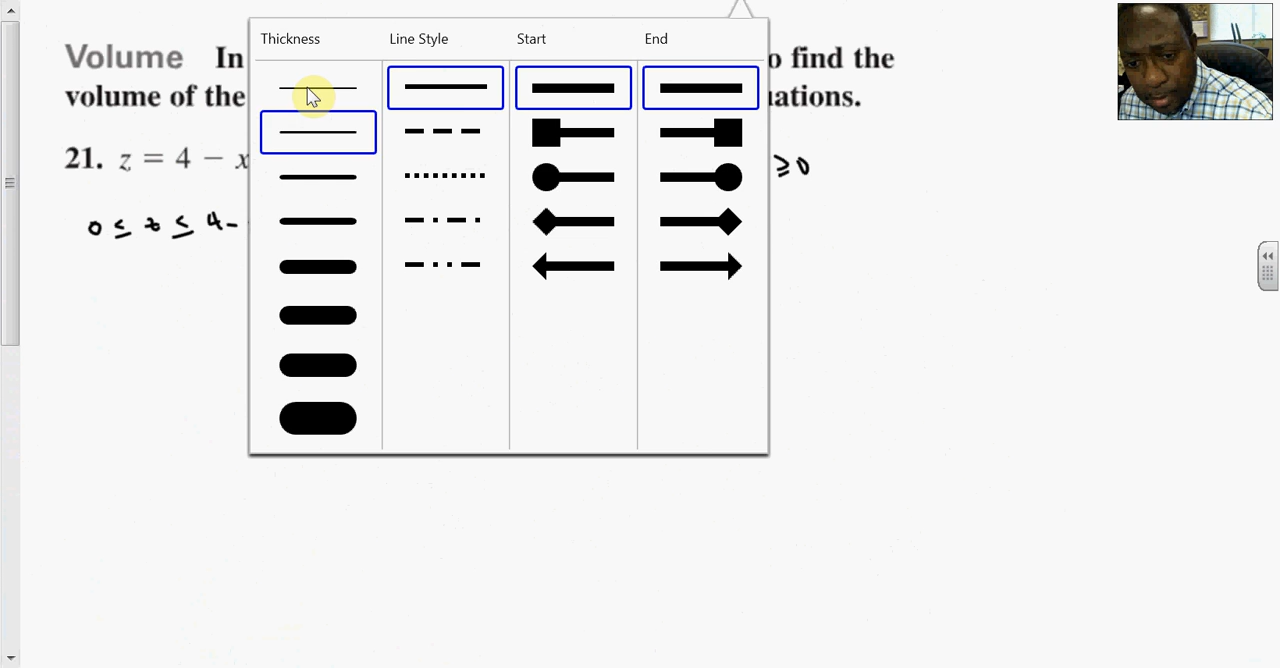 Thickness Line Style Start End
Volume In o find the
volume of the uations.
21. z = 4 − x ≥ 0
0 ≤ z ≤ 4 −